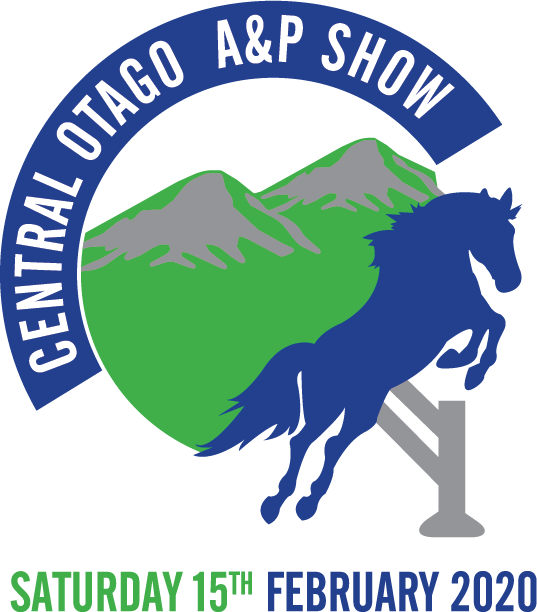 CENTRAL OTAGO A&P SHOW
SATURDAY 15TH FEBRUARY 2020